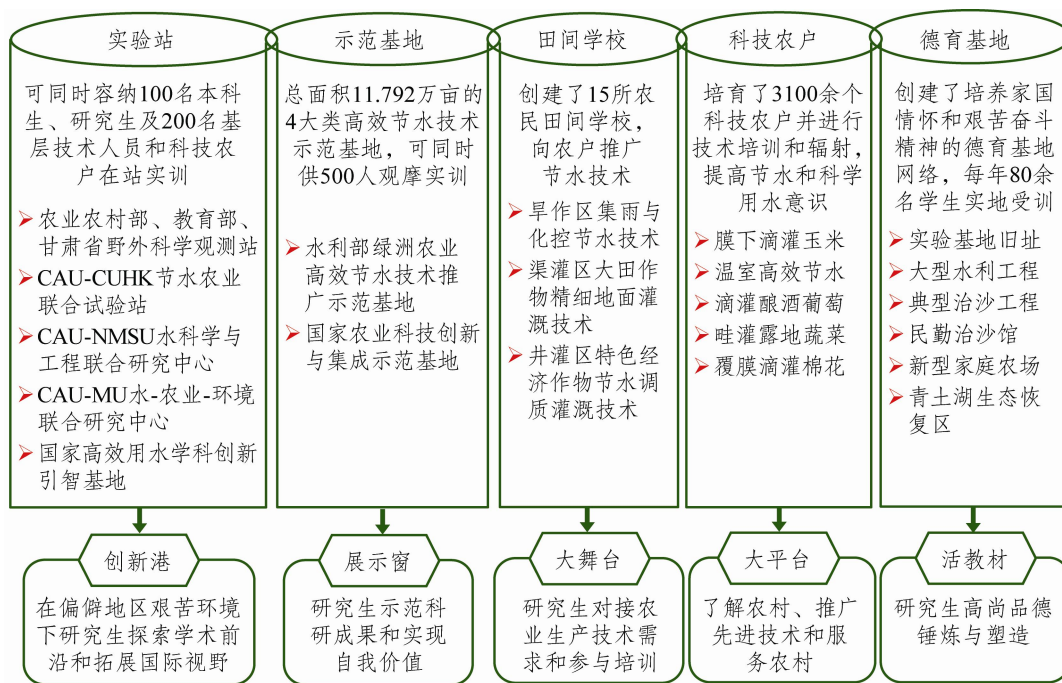 实验站
可同时容纳100名本科
生、研究生及200名基
层技术人员和科技农
户在站实训
农业农村部、教育部、
甘肃省野外科学观测站
CAU-CUHK节水农业
联合试验站
CAU-NMSU水科学与
工程联合研究中心
CAU-MU水-农业-环境
联合研究中心
国家高效用水学科创新
引智基地
创新港
在偏僻地区艰苦环境
下研究生探索学术前
沿和拓展国际视野
示范基地
总面积11.792万亩的
4大类高效节水技术
示范基地，可同时
供500人观摩实训
水利部绿洲农业
高效节水技术推
广示范基地
国家农业科技创新
与集成示范基地
展示窗
研究生示范科
研成果和实现
自我价值
田间学校
创建了15所农
民田间学校，
向农户推广
节水技术
旱作区集雨与
化控节水技术
渠灌区大田作
物精细地面灌
溉技术
井灌区特色经
济作物节水调
质灌溉技术
大舞台
研究生对接农
业生产技术需
求和参与培训
科技农户
培育了3100余个
科技农户并进行
技术培训和辐射，
提高节水和科学
用水意识
膜下滴灌玉米
温室高效节水
滴灌酿酒葡萄
畦灌露地蔬菜
覆膜滴灌棉花
大平台
了解农村、推广
先进技术和服
务农村
德育基地
创建了培养家国
情怀和艰苦奋斗
精神的德育基地
网络，每年80余
名学生实地受训
实验基地旧址
大型水利工程
典型治沙工程
民勤治沙馆
新型家庭农场
青土湖生态恢
复区
活教材
研究生高尚品德
锤炼与塑造